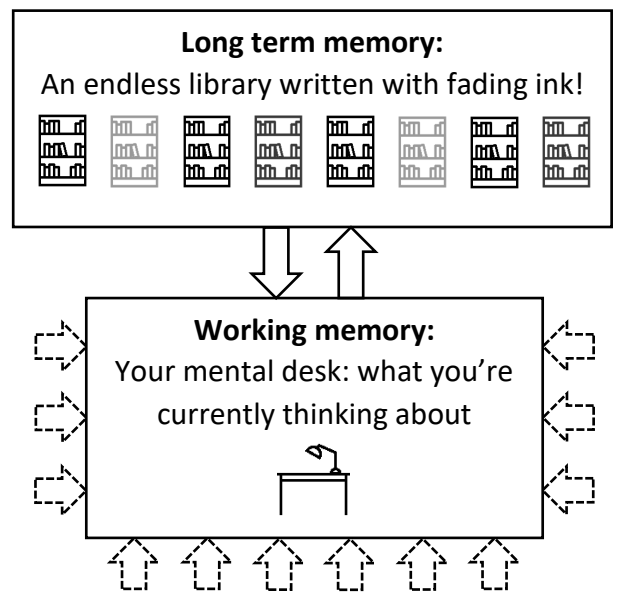 Long term memory:
An endless library written with fading ink!
Working memory:
Your mental desk: what you’re
currently thinking about